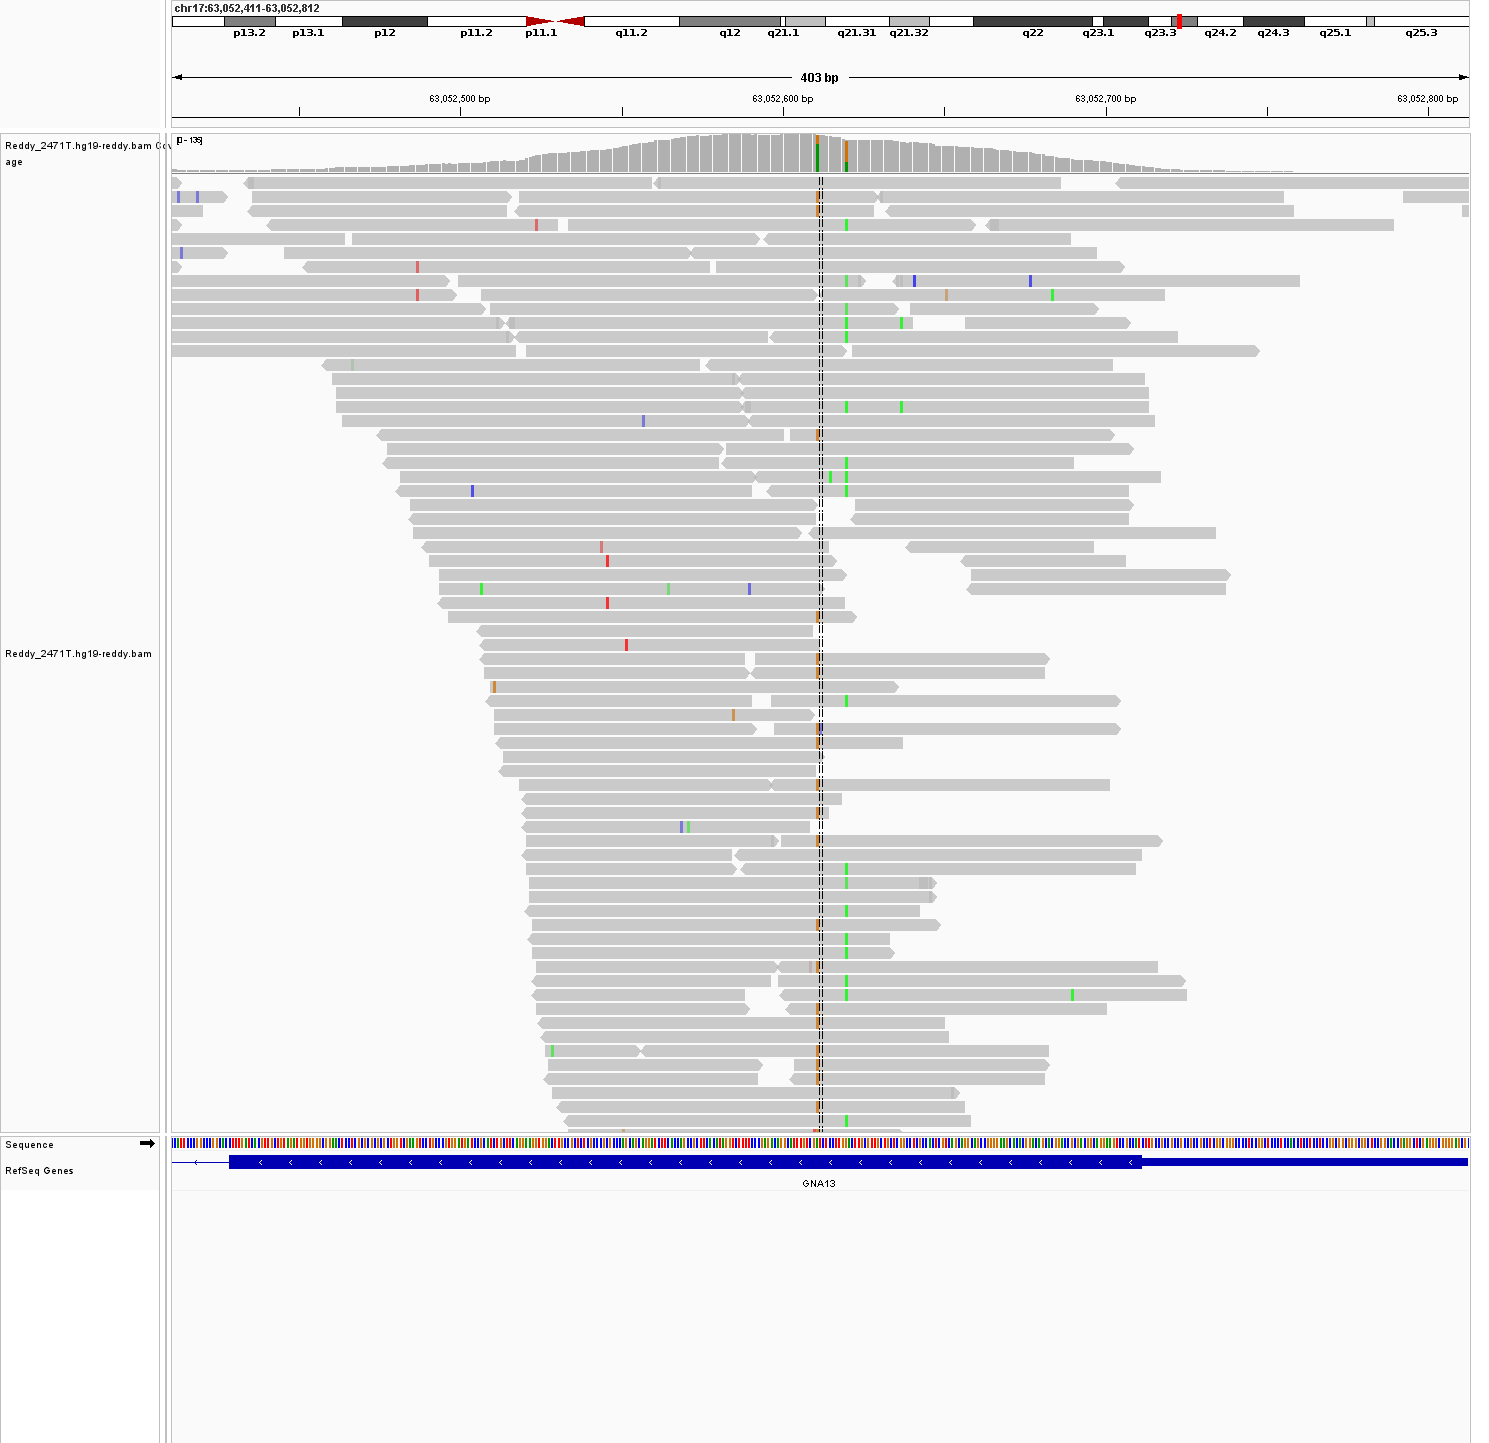 chr17:63,052,411-63,052,812
p13.2 p13.1 p12 p11.2 p11.1 q11.2 q12 q21.1 q21.31 q21.32 q22 q23.1 q23.3 q24.2 q24.3 q25.1 q25.3
403 bp
63,052,500 bp 63,052,600 bp 63,052,700 bp 63,052,800 bp
[0 - 135]
Reddy_2471T.hg19-reddy.bam Cov
age
Reddy_2471T.hg19-reddy.bam
Sequence
RefSeq Genes
GNA13